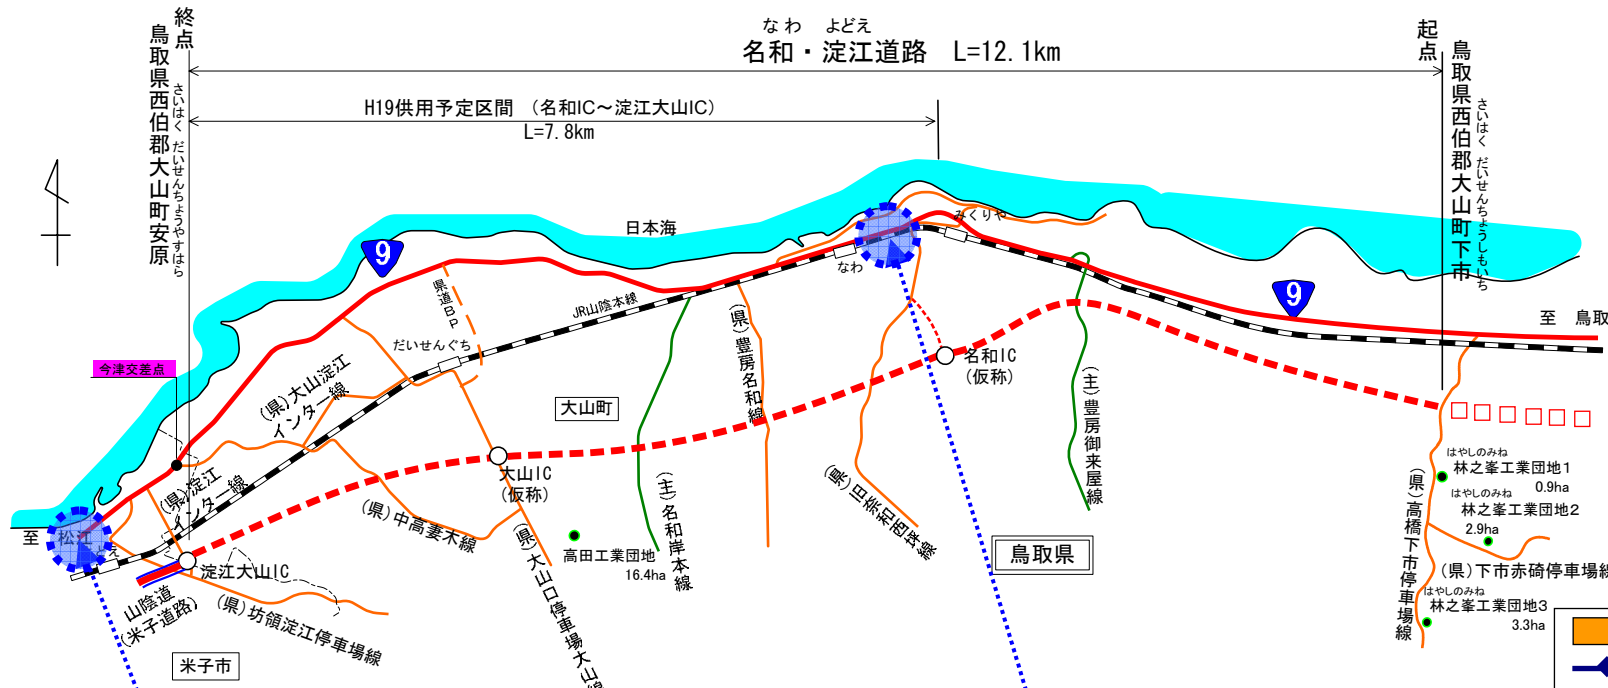 なわ よどえ
名和・淀江道路 L=12.1km
終点
鳥取県西伯郡大山町安原
さいはく だいせんちょうやすはら
起点
鳥取県西伯郡大山町下市
さいはく だいせんちょうしもいち
H19供用予定区間 (名和IC~淀江大山IC)
L=7.8km
日本海
みくりや
9
なわ
県道BP
JR山陰本線
9
至 鳥取
だいせんぐち
今津交差点
(県)大山淀江
インター線
(県)豊房名和線
名和IC
(仮称)
(主)豊房御来屋線
大山町
大山IC
(仮称)
(県)淀江
インター線
(県)中高妻木線
(主)名和岸本線
(県)旧奈和西坪線
はやしのみね
林之峯工業団地1
0.9ha
はやしのみね
林之峯工業団地2
2.9ha
(県)高橋下市停車場線
至 松江
淀江大山IC
高田工業団地
16.4ha
(県)大山口停車場大山線
鳥取県
(県)下市赤碕停車場線
はやしのみね
林之峯工業団地3
3.3ha
山陰道
(米子道路)
(県)坊領淀江停車場線
米子市